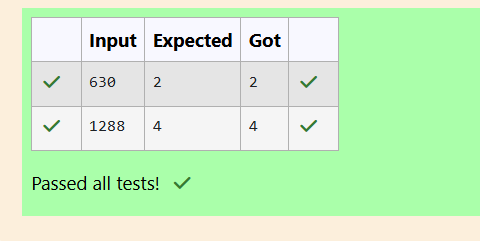 Input Expected Got
630 2 2
1288 4 4
Passed all tests!